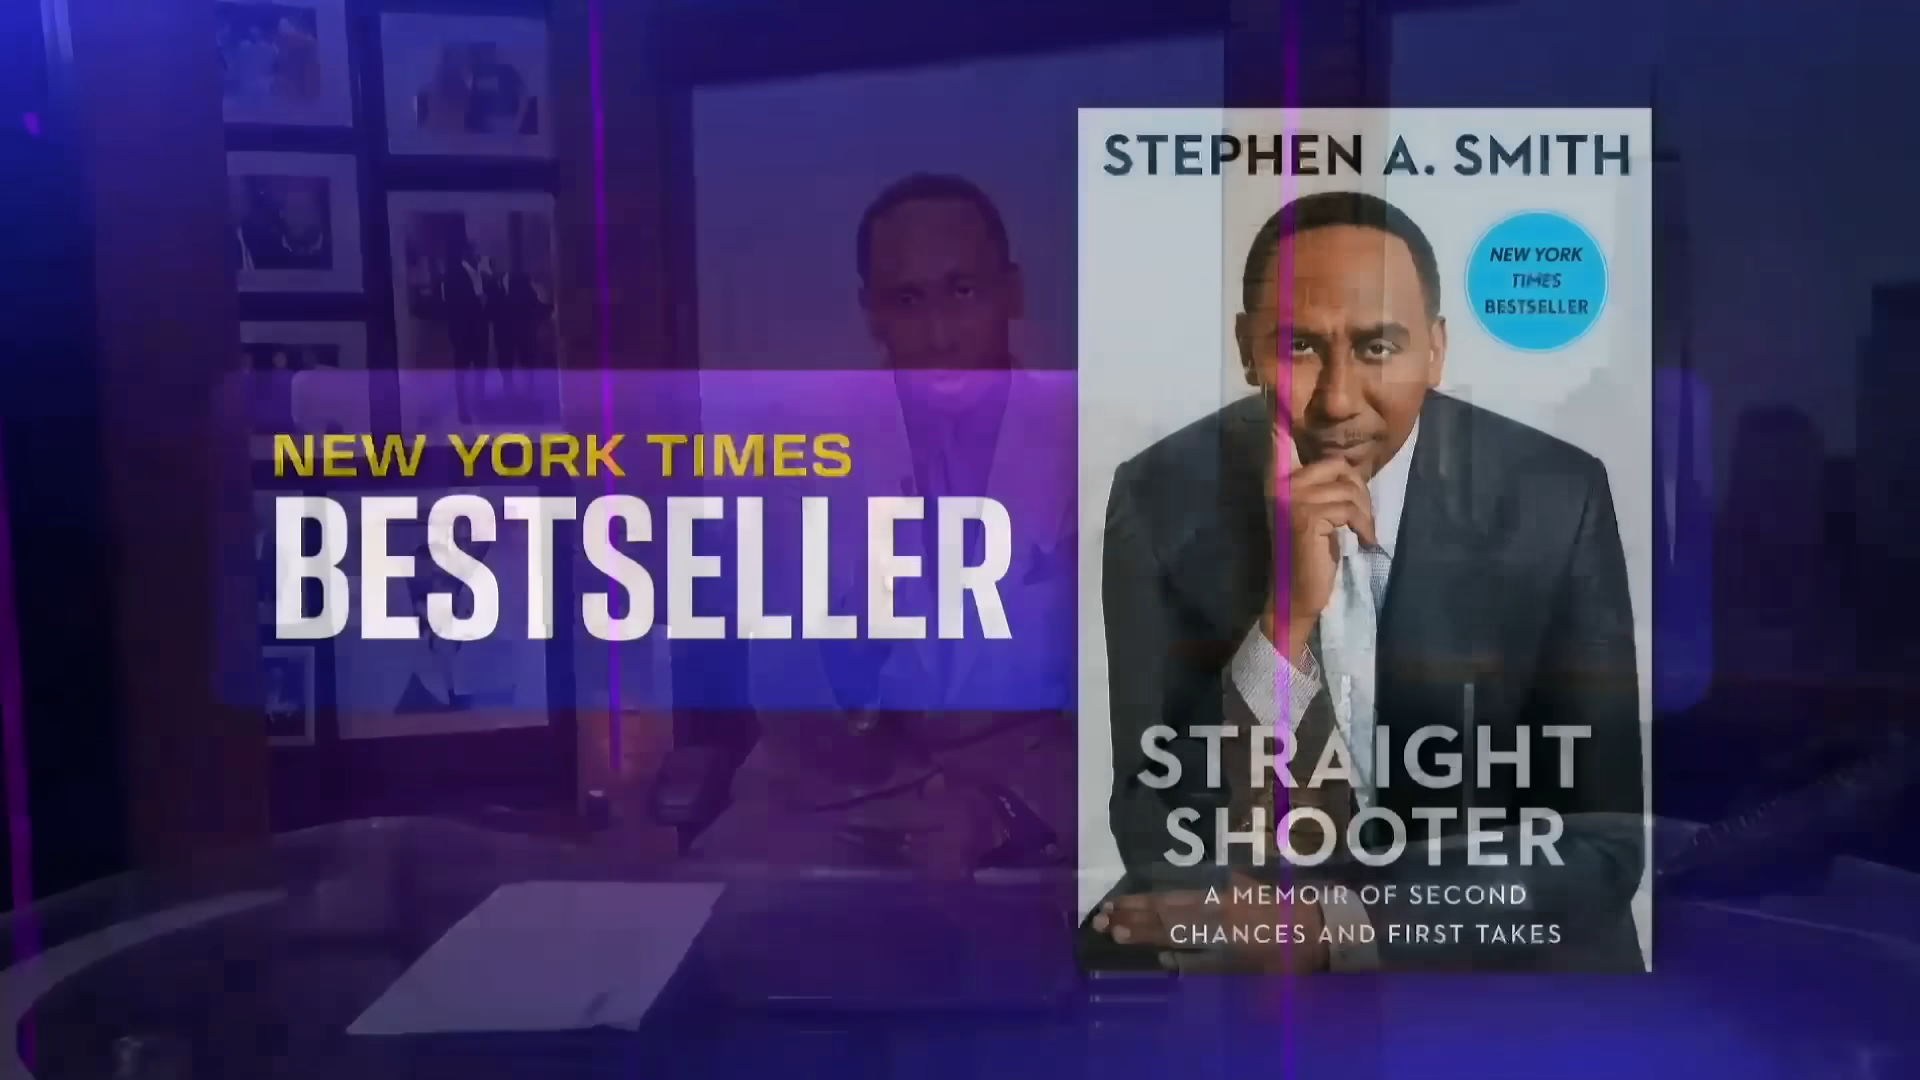 NEW YORK TIMES
BESTSELLER
STEPHEN A. SMITH
NEW YORK
TIMES
BESTSELLER
STRAIGHT
SHOOTER
A MEMOIR OF SECOND
CHANCES AND FIRST TAKES